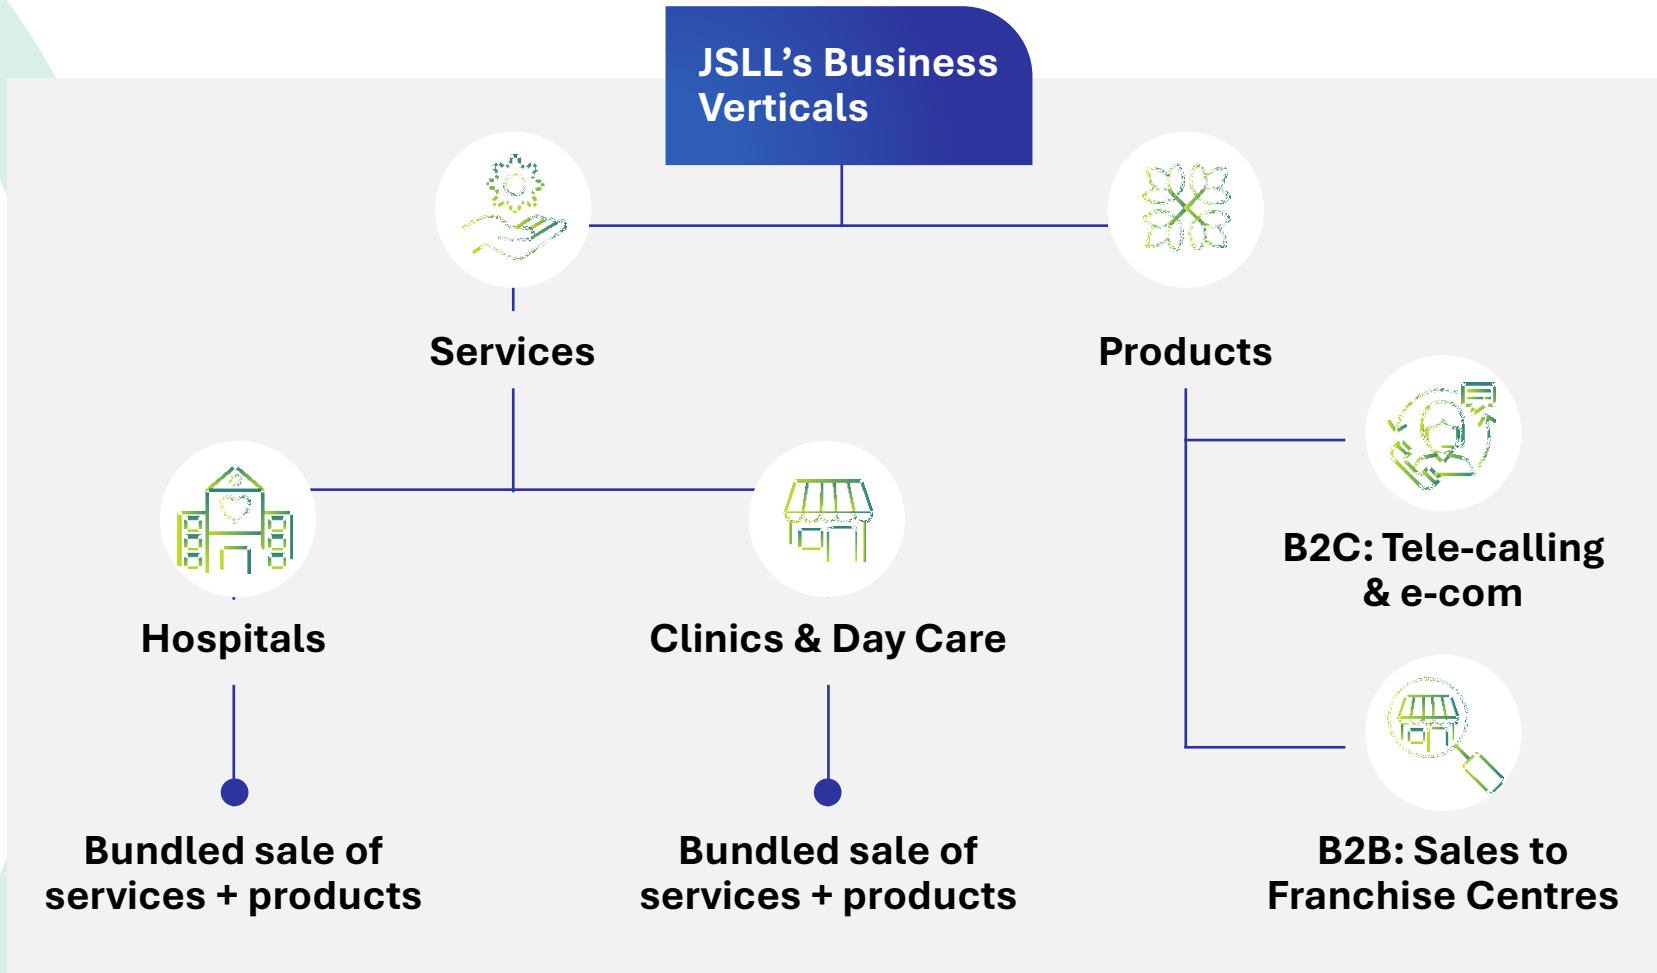 JSLL’s Business
Verticals
Services
Products
Hospitals
Clinics & Day Care
B2C: Tele-calling
& e-com
Bundled sale of
services + products
Bundled sale of
services + products
B2B: Sales to
Franchise Centres